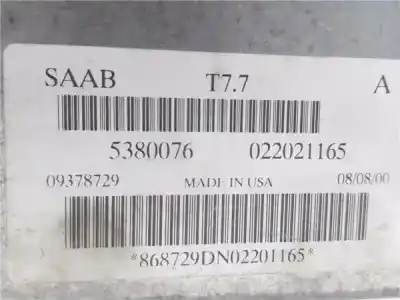 SAAB T7.7 A
5380076 022021165
09378729 MADE IN USA 08/08/00
*868729DN02201165*